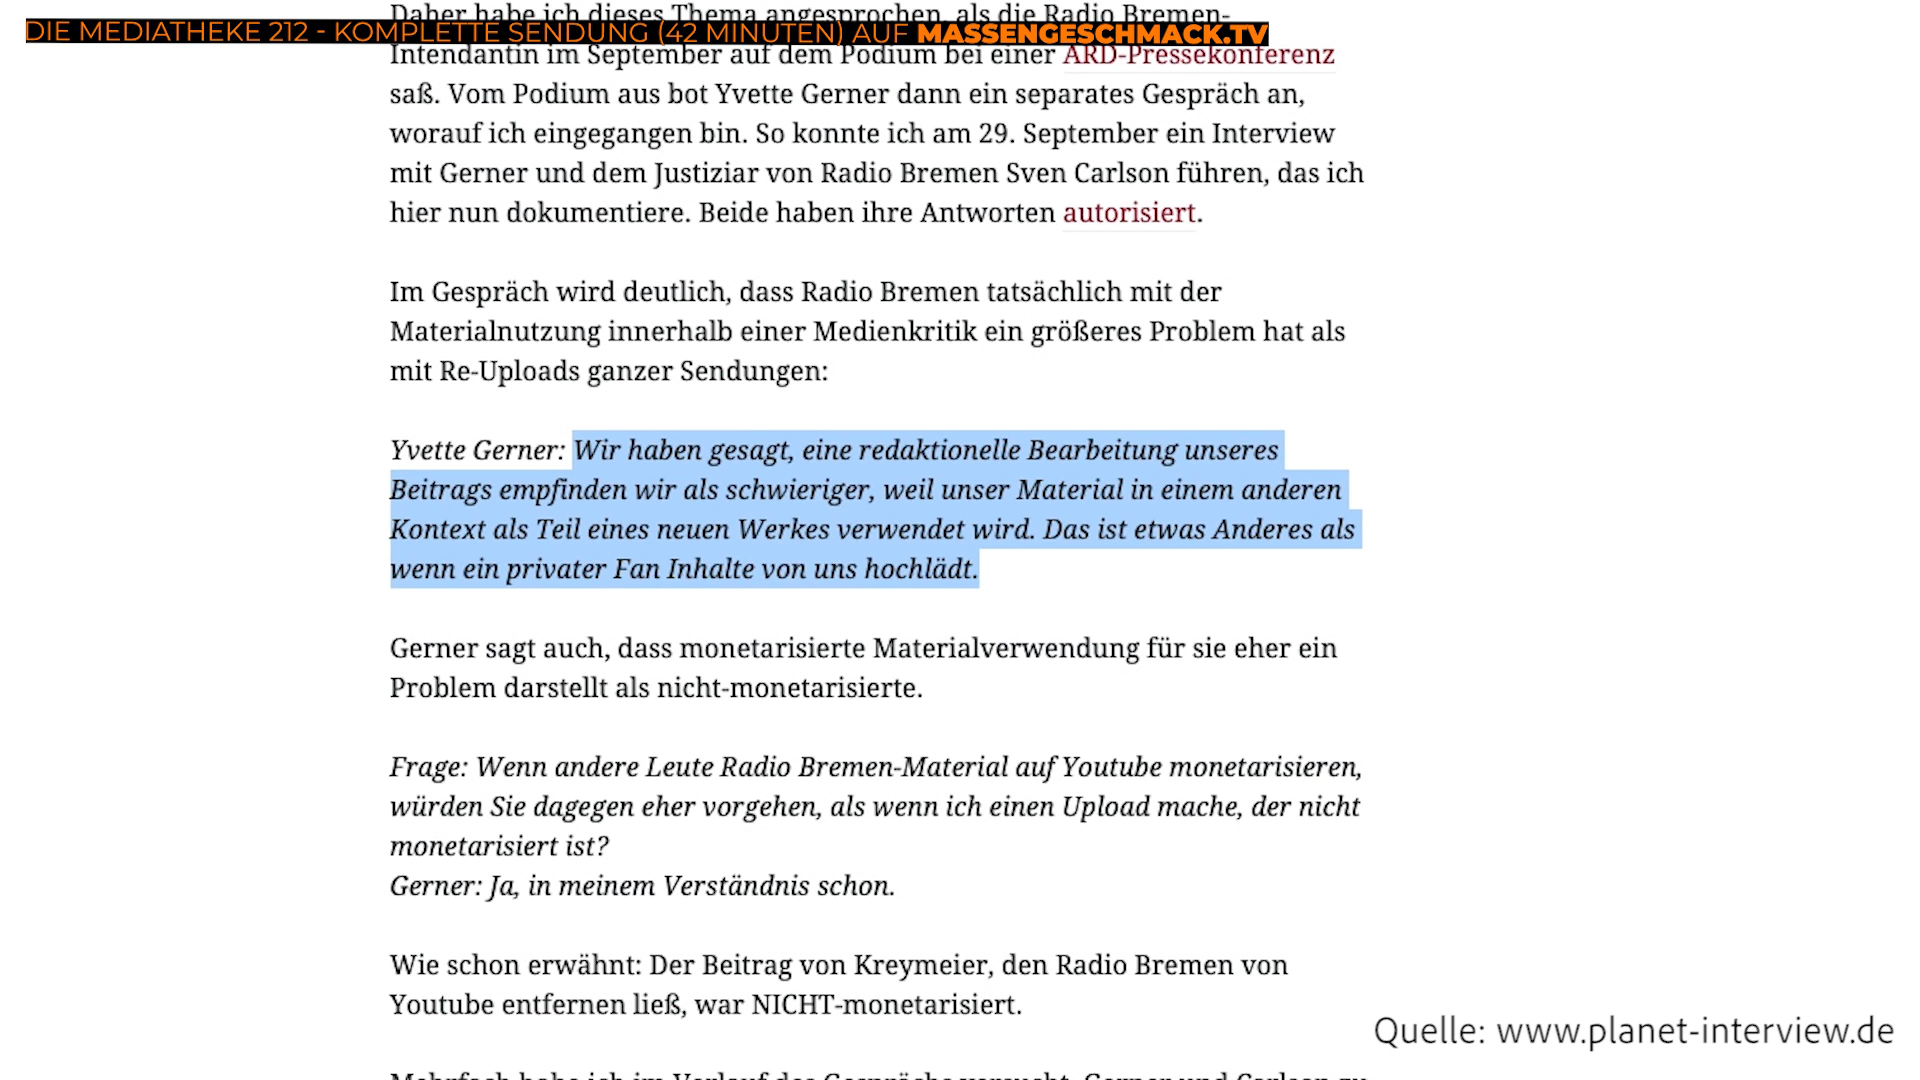 Daher habe ich dieses Thema angesprochen, als die Radio Bremen-
DIE MEDIATHEKE 212 - KOMPLETTE SENDUNG (42 MINUTEN) AUF MASSENGESCHMACK.TV
Intendantin im September auf dem Podium bei einer ARD-Pressekonferenz
saß. Vom Podium aus bot Yvette Gerner dann ein separates Gespräch an,
worauf ich eingegangen bin. So konnte ich am 29. September ein Interview
mit Gerner und dem Justiziar von Radio Bremen Sven Carlson führen, das ich
hier nun dokumentiere. Beide haben ihre Antworten autorisiert.
Im Gespräch wird deutlich, dass Radio Bremen tatsächlich mit der
Materialnutzung innerhalb einer Medienkritik ein größeres Problem hat als
mit Re-Uploads ganzer Sendungen:
Yvette Gerner: Wir haben gesagt, eine redaktionelle Bearbeitung unseres
Beitrags empfinden wir als schwieriger, weil unser Material in einem anderen
Kontext als Teil eines neuen Werkes verwendet wird. Das ist etwas Anderes als
wenn ein privater Fan Inhalte von uns hochlädt.
Gerner sagt auch, dass monetarisierte Materialverwendung für sie eher ein
Problem darstellt als nicht-monetarisierte.
Frage: Wenn andere Leute Radio Bremen-Material auf Youtube monetarisieren,
würden Sie dagegen eher vorgehen, als wenn ich einen Upload mache, der nicht
monetarisiert ist?
Gerner: Ja, in meinem Verständnis schon.
Wie schon erwähnt: Der Beitrag von Kreymeier, den Radio Bremen von
Youtube entfernen ließ, war NICHT-monetarisiert.
Quelle: www.planet-interview.de